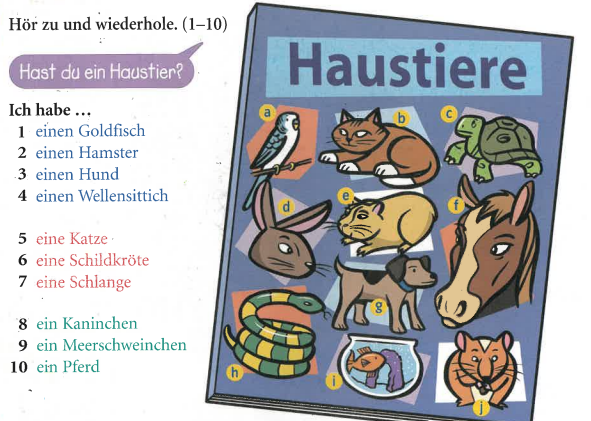 Hör zu und wiederhole. (1–10)
Hast du ein Haustier?
Ich habe …
1 einen Goldfisch
2 einen Hamster
3 einen Hund
4 einen Wellensittich
5 eine Katze
6 eine Schildkröte
7 eine Schlange
8 ein Kaninchen
9 ein Meerschweinchen
10 ein Pferd
Haustiere
a
b
c
d
e
f
g
h
i
j